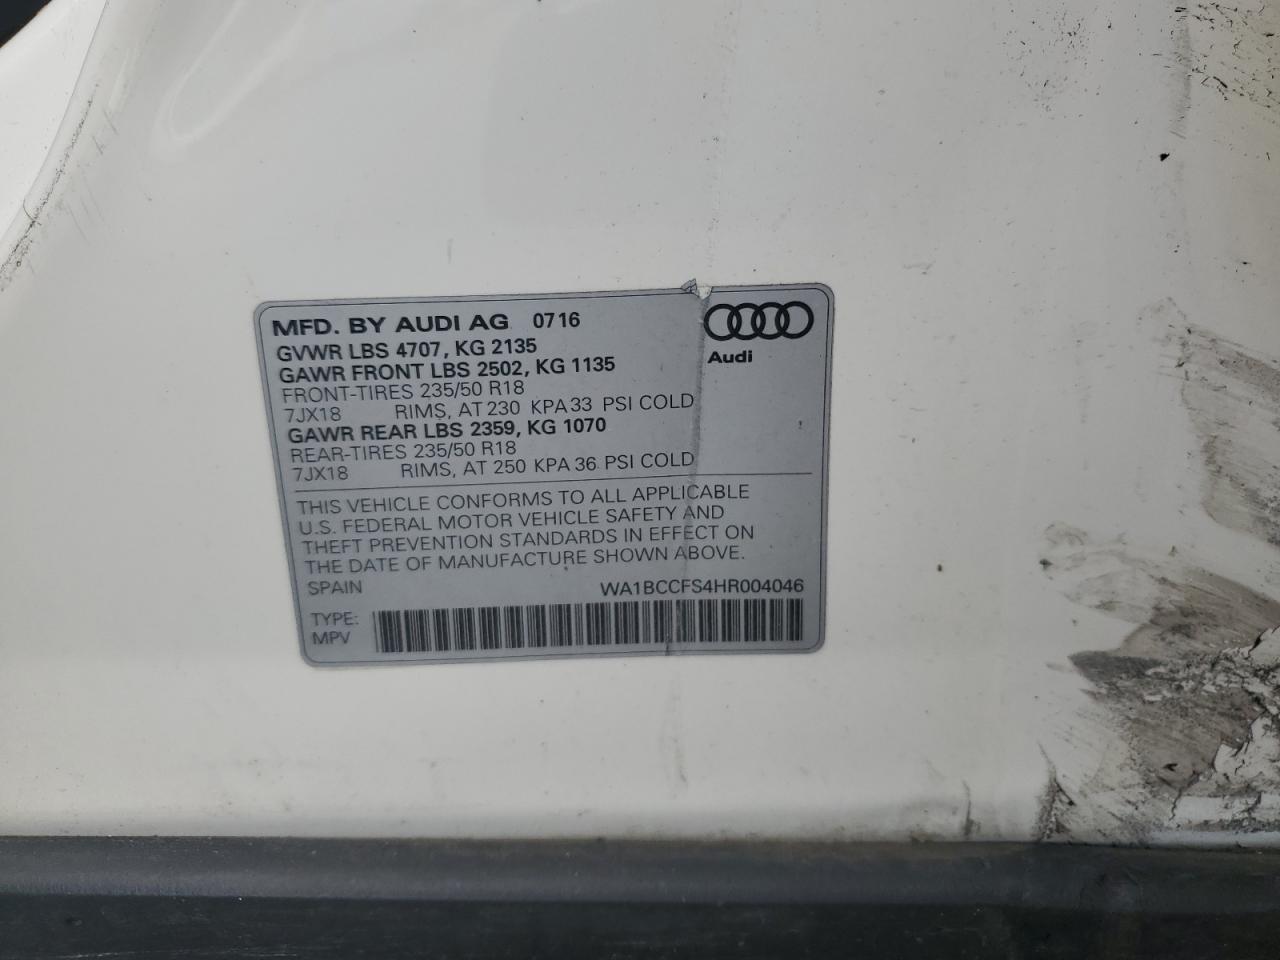 MFD. BY AUDI AG 0716
GVWR LBS 4707, KG 2135
GAWR FRONT LBS 2502, KG 1135
FRONT-TIRES 235/50 R18
7JX18 RIMS, AT 230 KPA 33 PSI COLD
GAWR REAR LBS 2359, KG 1070
REAR-TIRES 235/50 R18
7JX18 RIMS, AT 250 KPA 36 PSI COLD
Audi
THIS VEHICLE CONFORMS TO ALL APPLICABLE
U.S. FEDERAL MOTOR VEHICLE SAFETY AND
THEFT PREVENTION STANDARDS IN EFFECT ON
THE DATE OF MANUFACTURE SHOWN ABOVE.
SPAIN WA1BCCFS4HR004046
TYPE:
MPV